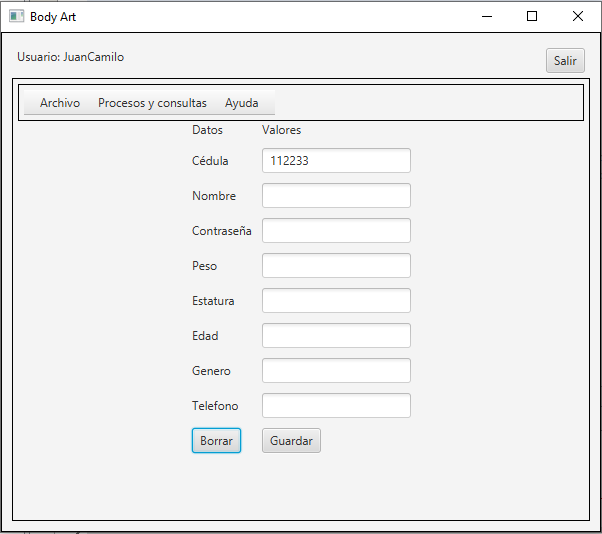 Body Art
Usuario: JuanCamilo
Salir
Archivo Procesos y consultas Ayuda
Datos Valores
Cédula 112233
Nombre
Contraseña
Peso
Estatura
Edad
Genero
Telefono
Borrar Guardar